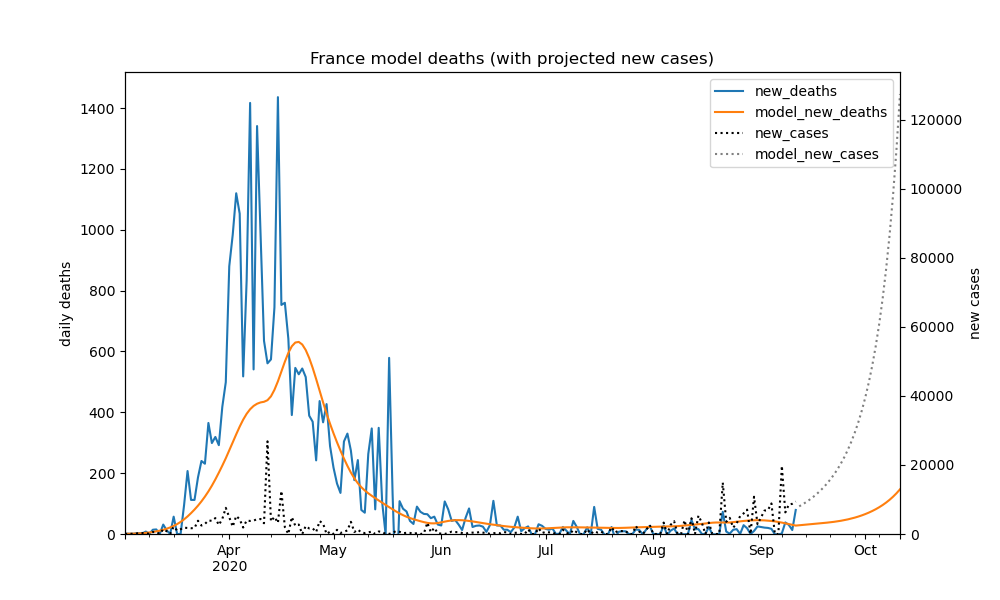 France model deaths (with projected new cases)
new_deaths
model_new_deaths
new_cases
model_new_cases
1400
1200
1000
800
600
400
200
0
daily deaths
120000
100000
80000
60000
40000
20000
0
new cases
Apr
2020
May
Jun
Jul
Aug
Sep
Oct